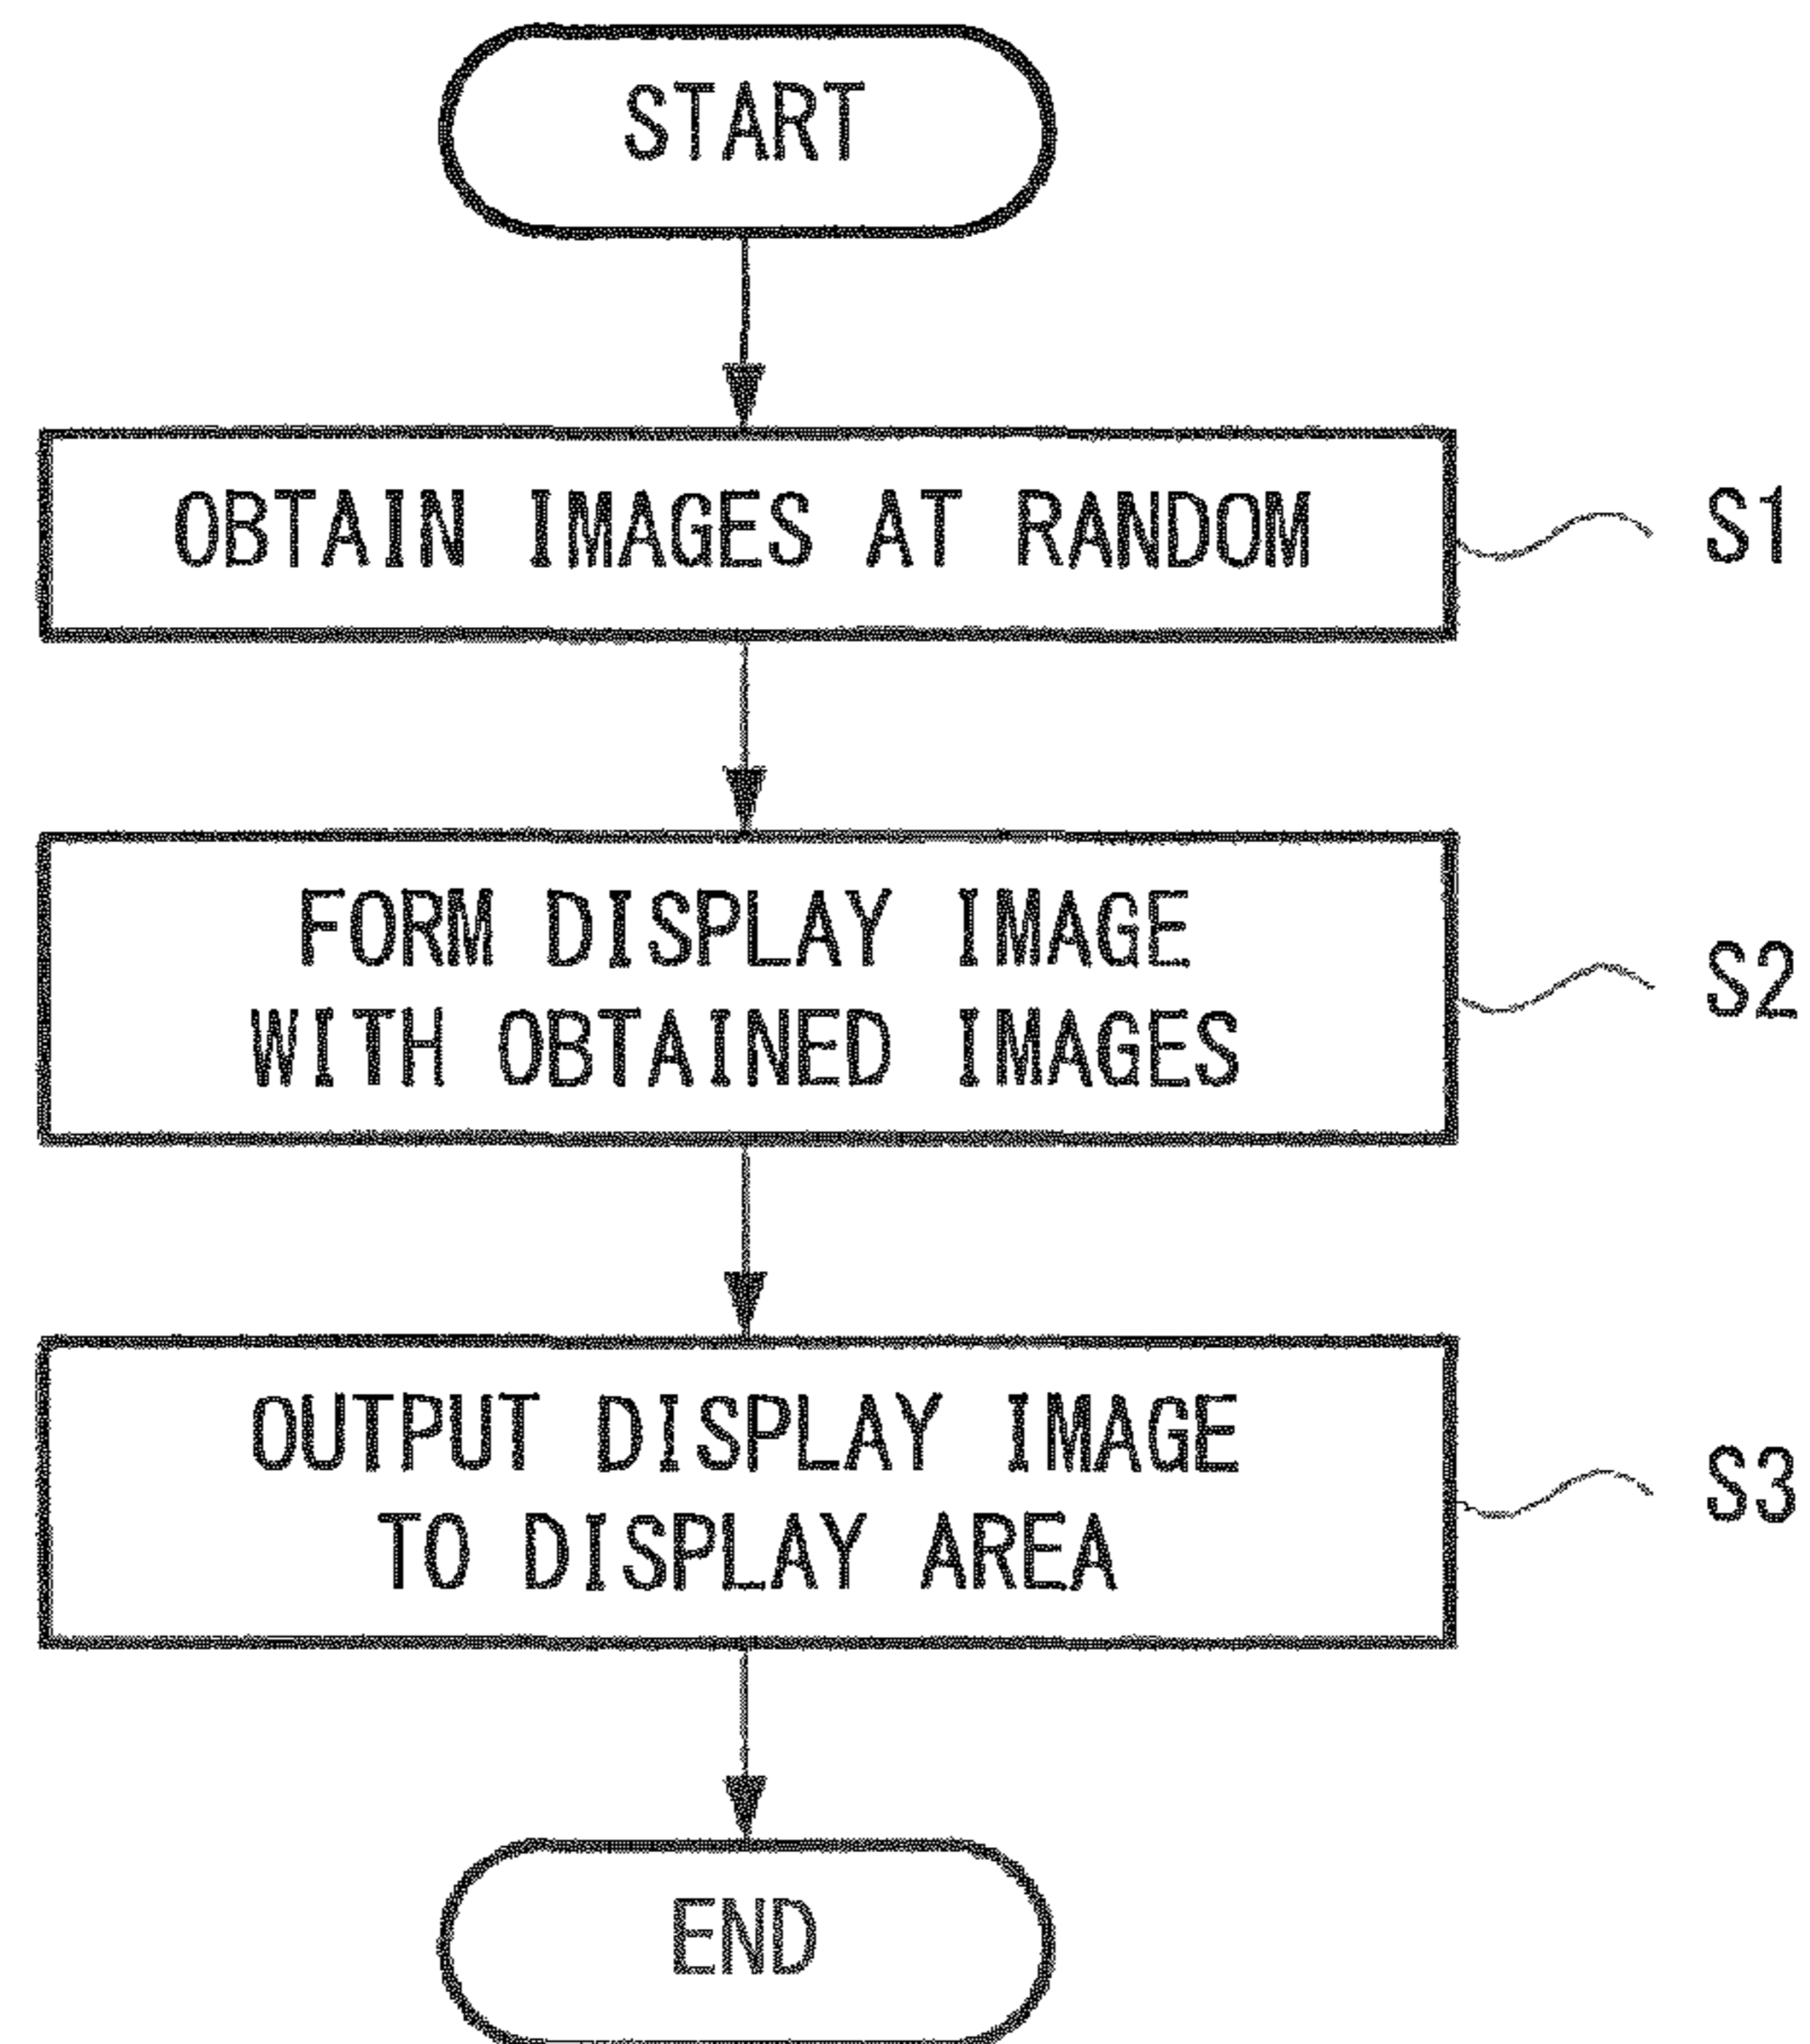 START
OBTAIN IMAGES AT RANDOM
S1
FORM DISPLAY IMAGE
WITH OBTAINED IMAGES
S2
OUTPUT DISPLAY IMAGE
TO DISPLAY AREA
S3
END